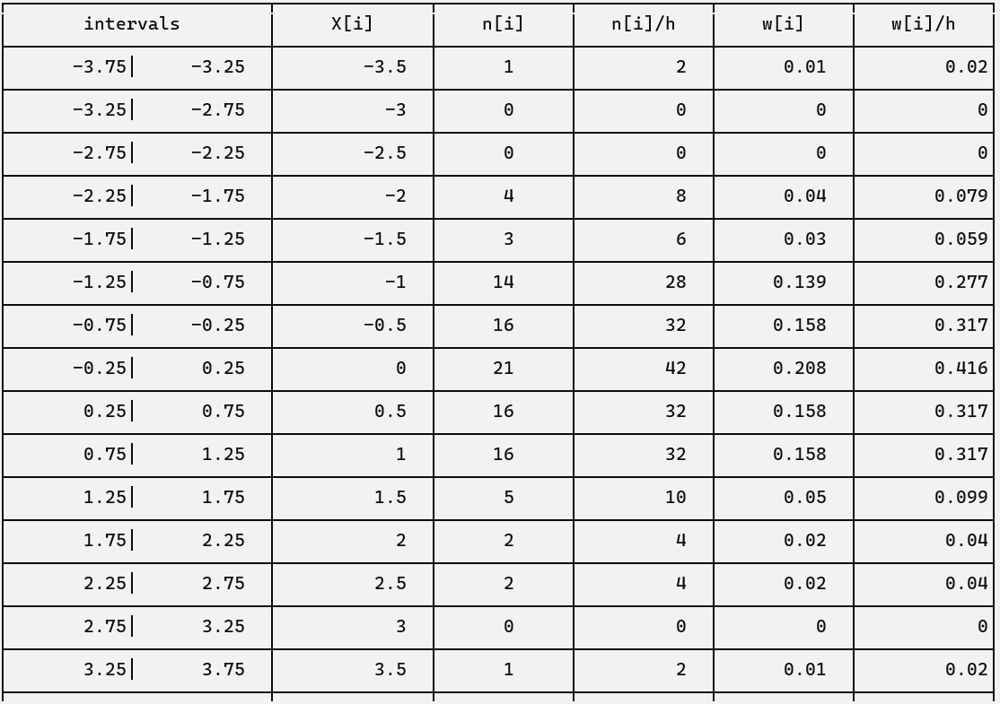 intervals X[i] n[i] n[i]/h w[i] w[i]/h
-3.75| -3.25 -3.5 1 2 0.01 0.02
-3.25| -2.75 -3 0 0 0 0
-2.75| -2.25 -2.5 0 0 0 0
-2.25| -1.75 -2 4 8 0.04 0.079
-1.75| -1.25 -1.5 3 6 0.03 0.059
-1.25| -0.75 -1 14 28 0.139 0.277
-0.75| -0.25 -0.5 16 32 0.158 0.317
-0.25| 0.25 0 21 42 0.208 0.416
0.25| 0.75 0.5 16 32 0.158 0.317
0.75| 1.25 1 16 32 0.158 0.317
1.25| 1.75 1.5 5 10 0.05 0.099
1.75| 2.25 2 2 4 0.02 0.04
2.25| 2.75 2.5 2 4 0.02 0.04
2.75| 3.25 3 0 0 0 0
3.25| 3.75 3.5 1 2 0.01 0.02